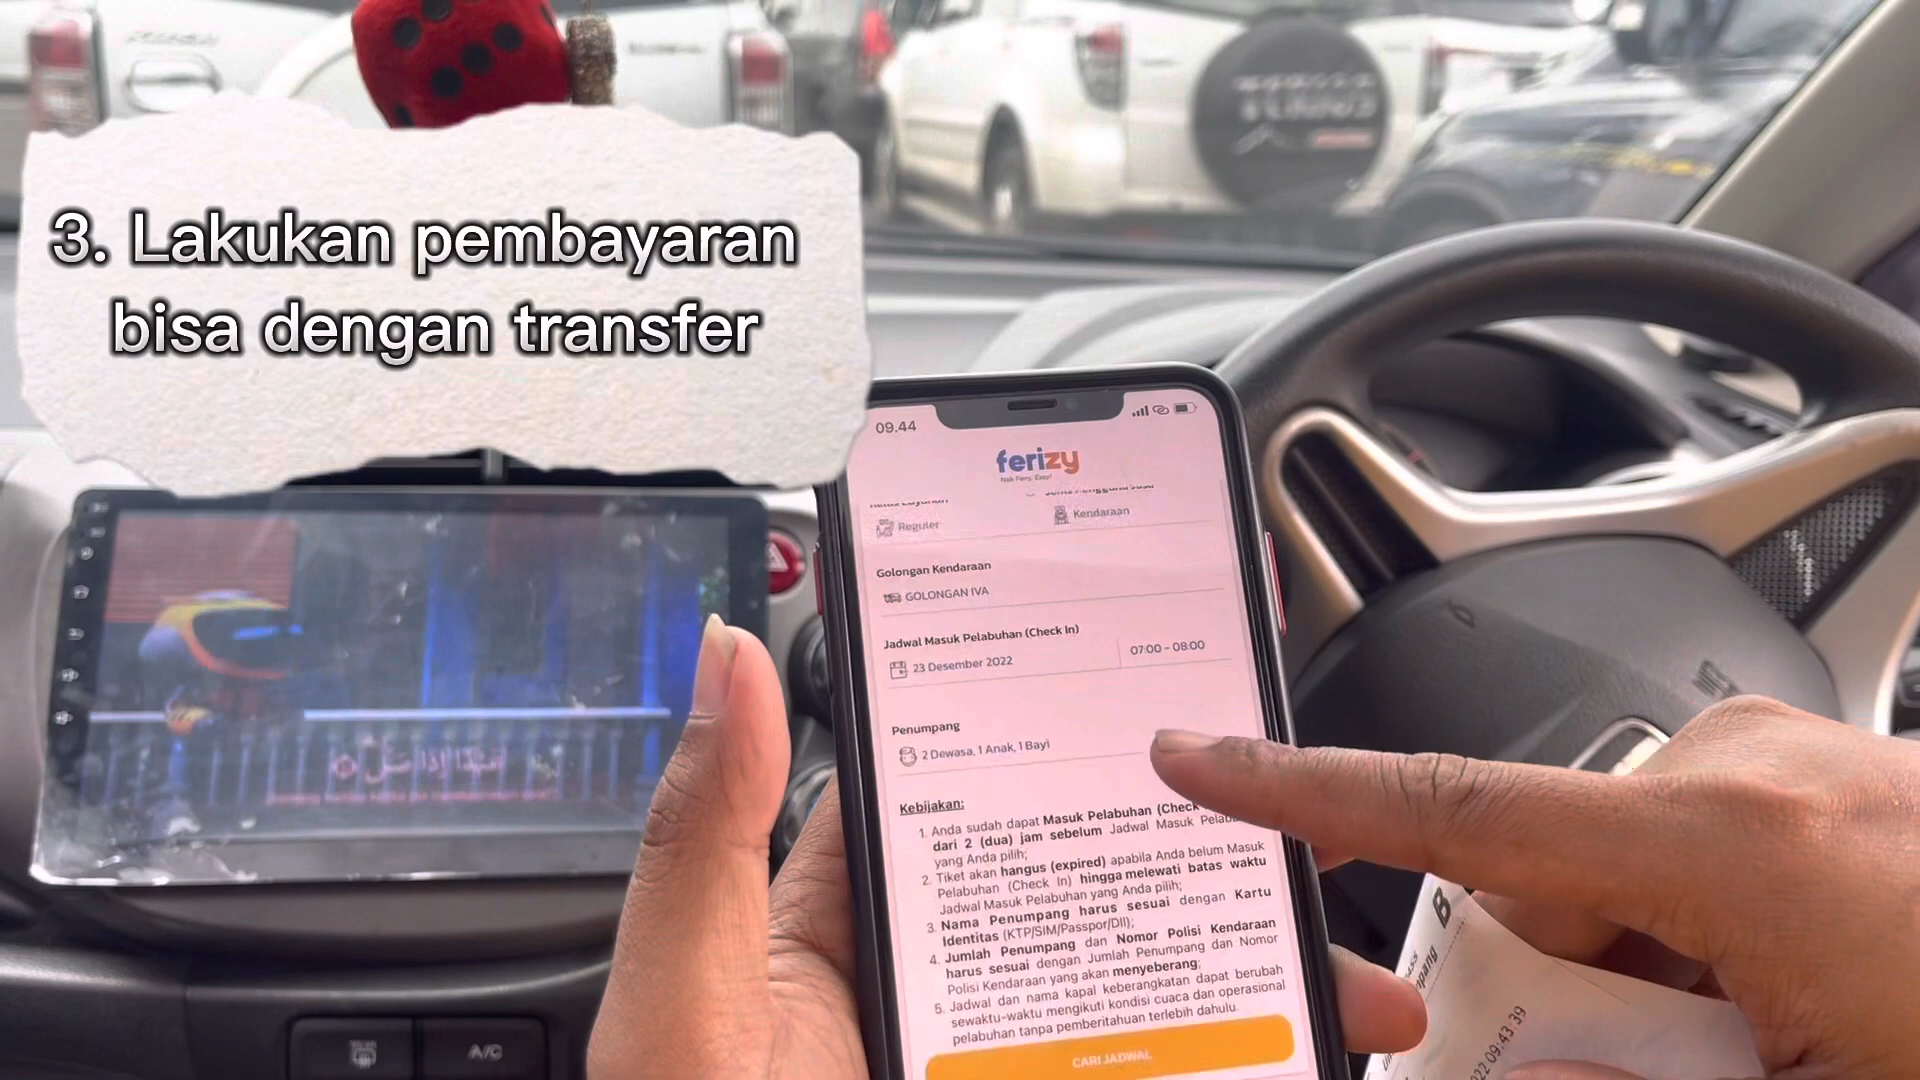 3. Lakukan pembayaran
bisa dengan transfer
09.44
ferizy
Naik Ferry, Easy!
Reguler
Kendaraan
Golongan Kendaraan
GOLONGAN IVA
Jadwal Masuk Pelabuhan (Check In)
23 Desember 2022
07:00 - 08:00
Penumpang
2 Dewasa, 1 Anak, 1 Bayi
Kebijakan:
1. Anda sudah dapat Masuk Pelabuhan (Check
dari 2 (dua) jam sebelum Jadwal Masuk
yang Anda pilih;
2. Tiket akan hangus (expired) apabila Anda belum Masuk
Pelabuhan (Check In) hingga melewati batas waktu
Jadwal Masuk Pelabuhan yang Anda pilih;
3. Nama Penumpang harus sesuai dengan Kartu
Identitas (KTP/SIM/Passpor/Dll);
4. Jumlah Penumpang dan Nomor Polisi Kendaraan
harus sesuai dengan Jumlah Penumpang dan Nomor
Polisi Kendaraan yang akan menyeberang;
5. Jadwal dan nama kapal keberangkatan dapat berubah
sewaktu-waktu mengikuti kondisi cuaca dan operasional
pelabuhan tanpa pemberitahuan terlebih dahulu.
CARI JADWAL
A/C
B
09:43 39